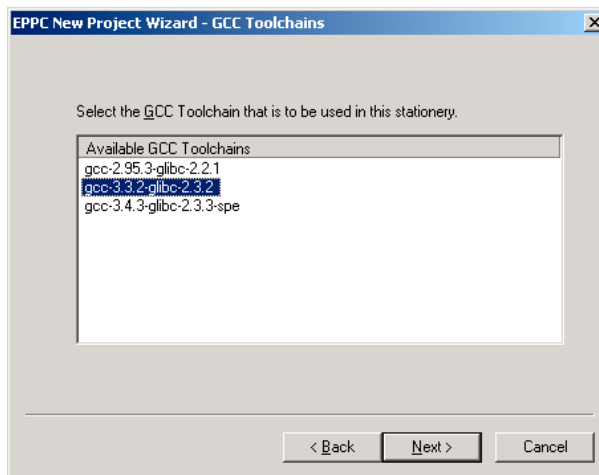 EPPC New Project Wizard - GCC Toolchains
Select the GCC Toolchain that is to be used in this stationery.
Available GCC Toolchains
gcc-2.95.3-glibc-2.2.1
gcc-3.3.2-glibc-2.3.2
gcc-3.4.3-glibc-2.3.3-spe
< Back Next > Cancel